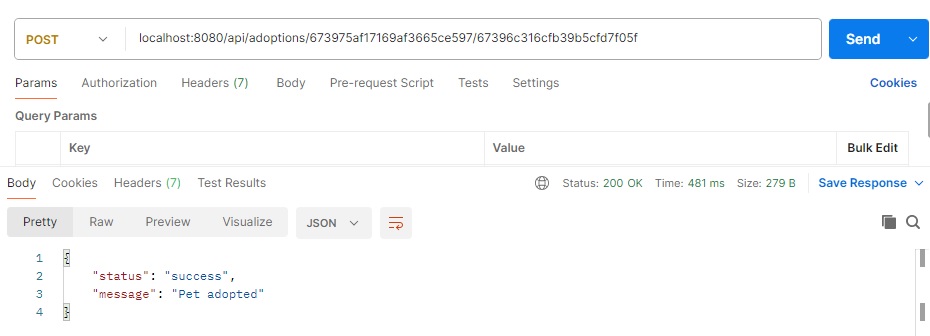 POST localhost:8080/api/adoptions/673975af17169af3665ce597/67396c316cfb39b5cfd7f05f Send
Params Authorization Headers (7) Body Pre-request Script Tests Settings Cookies
Query Params
Key Value Bulk Edit
Body Cookies Headers (7) Test Results Status: 200 OK Time: 481 ms Size: 279 B Save Response
Pretty Raw Preview Visualize JSON
1 {
2 "status": "success",
3 "message": "Pet adopted"
4 }